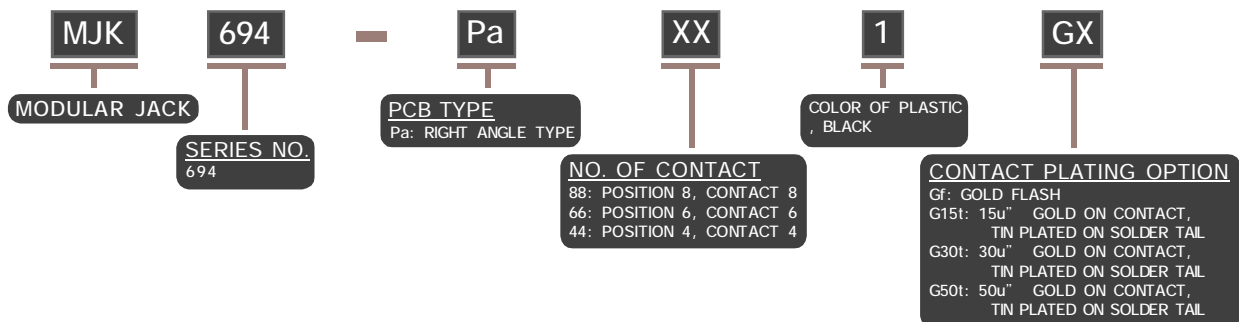 MJK 694 - Pa XX 1 GX
MODULAR JACK
SERIES NO.
694
PCB TYPE
Pa: RIGHT ANGLE TYPE
NO. OF CONTACT
88: POSITION 8, CONTACT 8
66: POSITION 6, CONTACT 6
44: POSITION 4, CONTACT 4
COLOR OF PLASTIC
, BLACK
CONTACT PLATING OPTION
Gf: GOLD FLASH
G15t: 15u” GOLD ON CONTACT,
TIN PLATED ON SOLDER TAIL
G30t: 30u” GOLD ON CONTACT,
TIN PLATED ON SOLDER TAIL
G50t: 50u” GOLD ON CONTACT,
TIN PLATED ON SOLDER TAIL